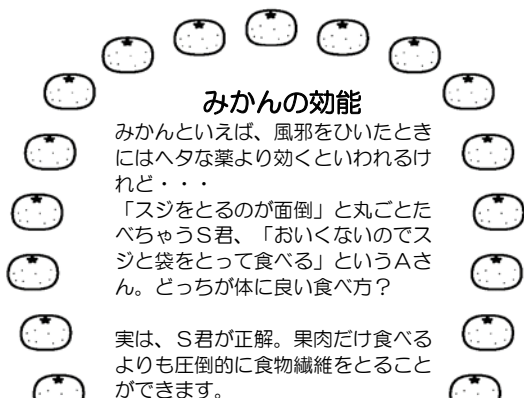 みかんの効能
みかんといえば、風邪をひいたとき
にはヘタな薬より効くといわれるけ
れど・・・
「スジをとるのが面倒」と丸ごとた
べちゃうS君、「おいくないのでス
ジと袋をとって食べる」というAさ
ん。どっちが体に良い食べ方？
実は、S君が正解。果肉だけ食べる
よりも圧倒的に食物繊維をとること
ができます。